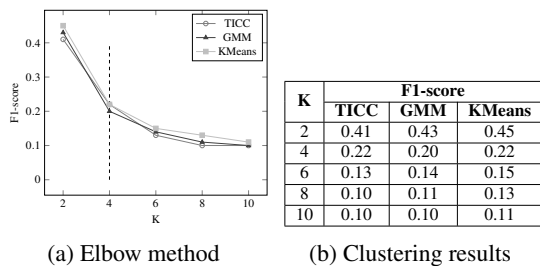 TICC
GMM
KMeans
0.4
0.3
0.2
0.1
0
F1-score
2 4 6 8 10
K
(a) Elbow method
K F1-score
TICC GMM KMeans
2 0.41 0.43 0.45
4 0.22 0.20 0.22
6 0.13 0.14 0.15
8 0.10 0.11 0.13
10 0.10 0.10 0.11
(b) Clustering results